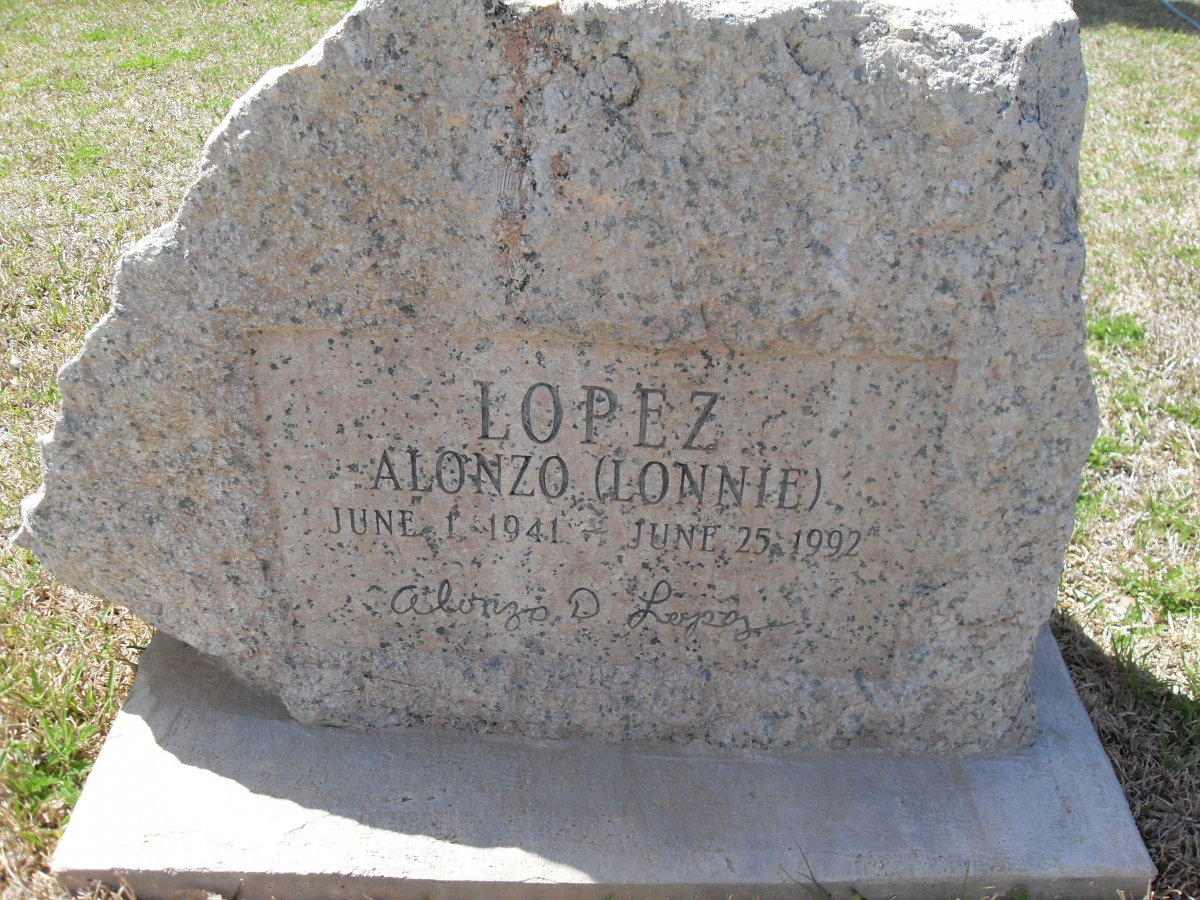 LOPEZ
ALONZO (LONNIE)
JUNE 1 1941 - JUNE 25 1992
Alonzo D Lopez